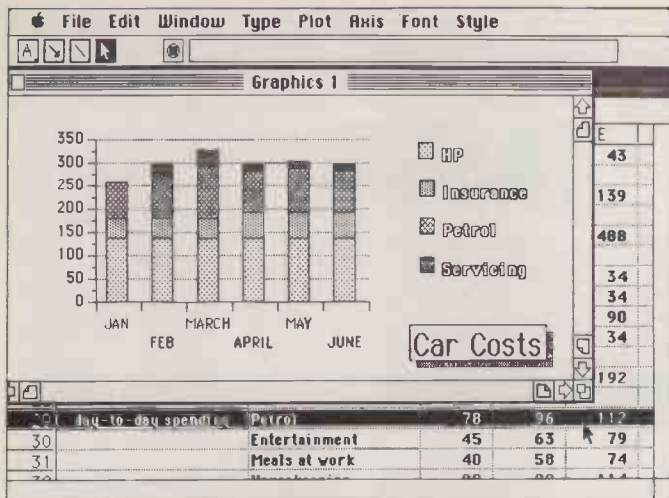 File Edit Window Type Plot Axis Font Style
A
Graphics 1
350
300
250
200
150
100
50
0
JAN FEB MARCH APRIL MAY JUNE
HP
Insurance
Petrol
Servicing
Car Costs
E
43
139
488
34
34
90
34
192
day-to-day spending Petrol 78 96 112
30 Entertainment 45 63 79
31 Meals at work 40 58 74